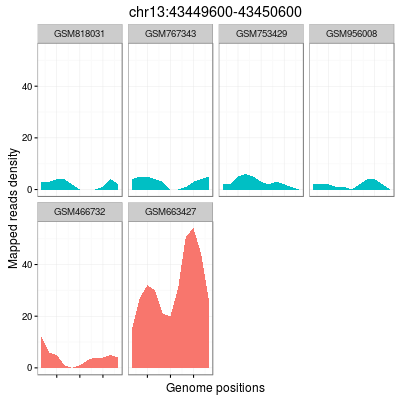 chr13:43449600-43450600
GSM818031 GSM767343 GSM753429 GSM956008
40
20
0
GSM466732 GSM663427
40
20
0
Mapped reads density
Genome positions